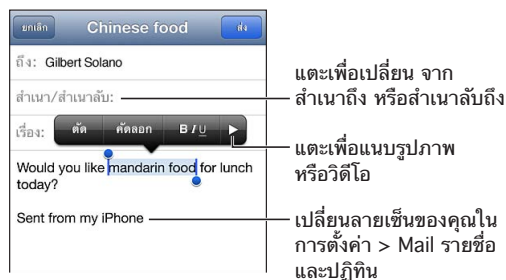 ยกเลิก Chinese food ส่ง
ถึง: Gilbert Solano
สำเนา/สำเนาลับ:
เรื่อง:
ตัด คัดลอก B I U ▶
Would you like mandarin food for lunch
today?
Sent from my iPhone
แตะเพื่อเปลี่ยน จาก
สำเนาถึง หรือสำเนาลับถึง
แตะเพื่อแนบรูปภาพ
หรือวิดีโอ
เปลี่ยนลายเซ็นของคุณใน
การตั้งค่า > Mail รายชื่อ
และปฏิทิน